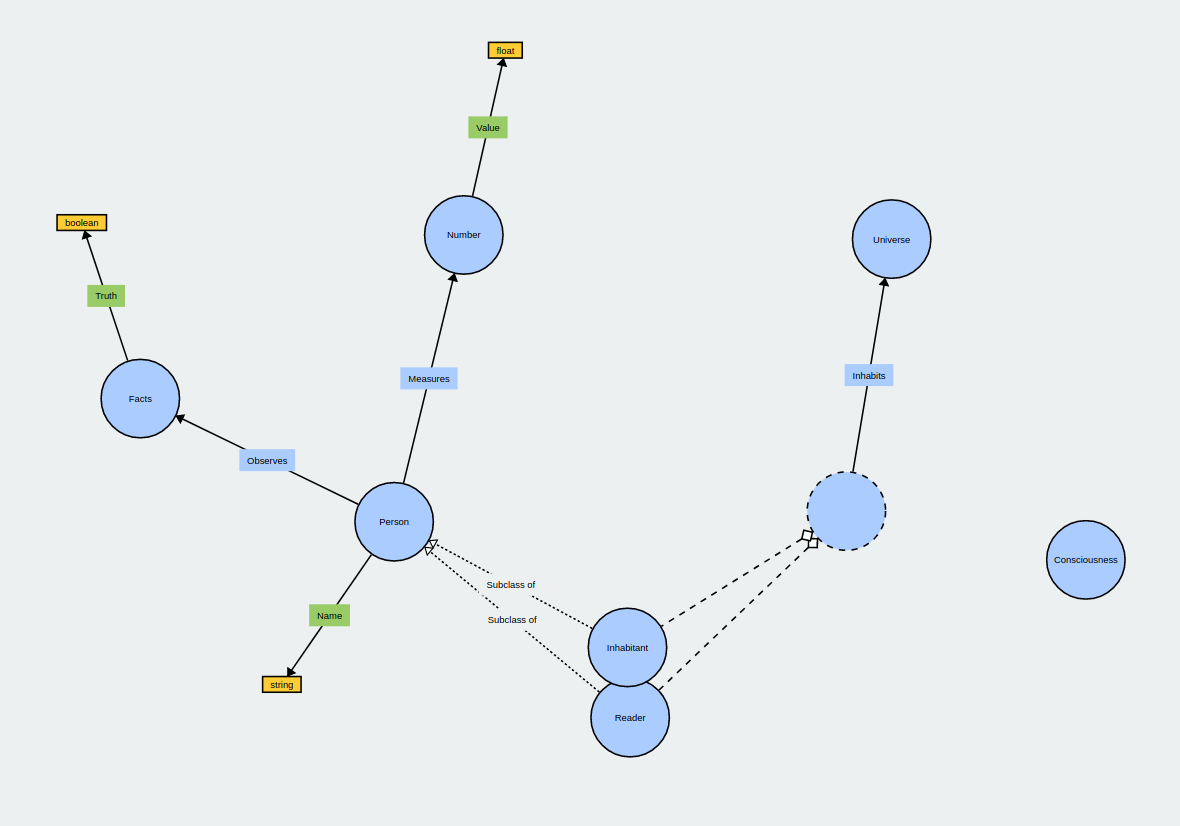 float
Value
boolean
Number
Universe
Truth
Inhabits
Measures
Facts
Observes
Person
Consciousness
Subclass of
Name
Subclass of
Inhabitant
string
Reader